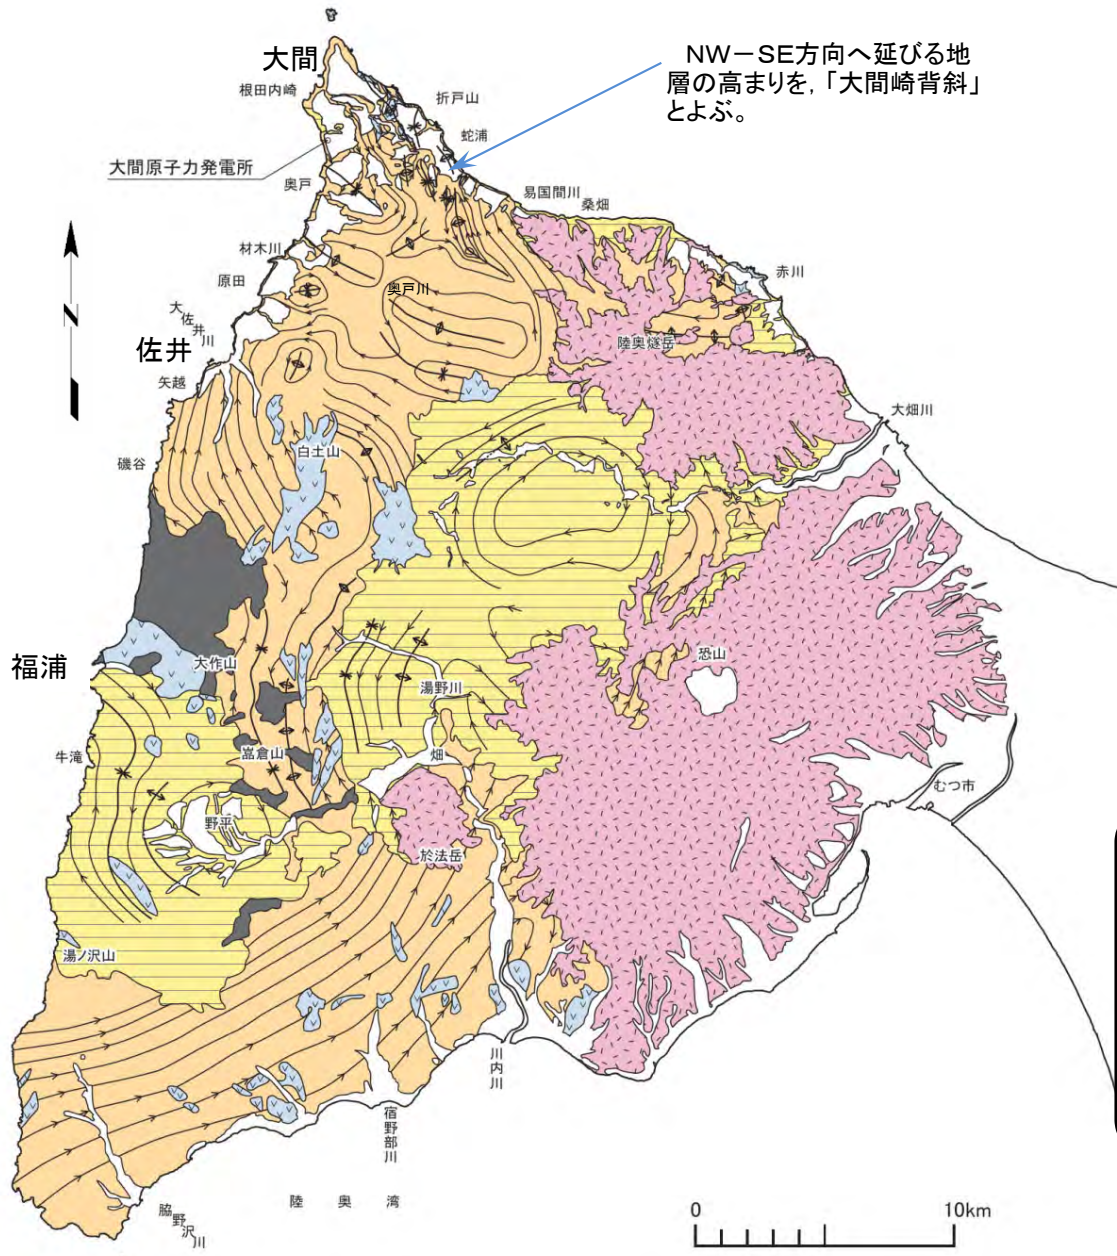 大間
NW－SE方向へ延びる地
層の高まりを，「大間崎背斜」
とよぶ。
根田内崎
折戸山
蛇浦
大間原子力発電所
奥戸
易国間川
桑畑
材木川
赤川
原田
奥戸川
N
大佐井川
佐井
陸奥燧岳
矢越
大畑川
白土山
磯谷
福浦
大作山
恐山
湯野川
牛滝
畑
嵓倉山
むつ市
野平
於法岳
湯ノ沢山
川内川
宿野部川
陸奥湾
脇野沢川
0
10km